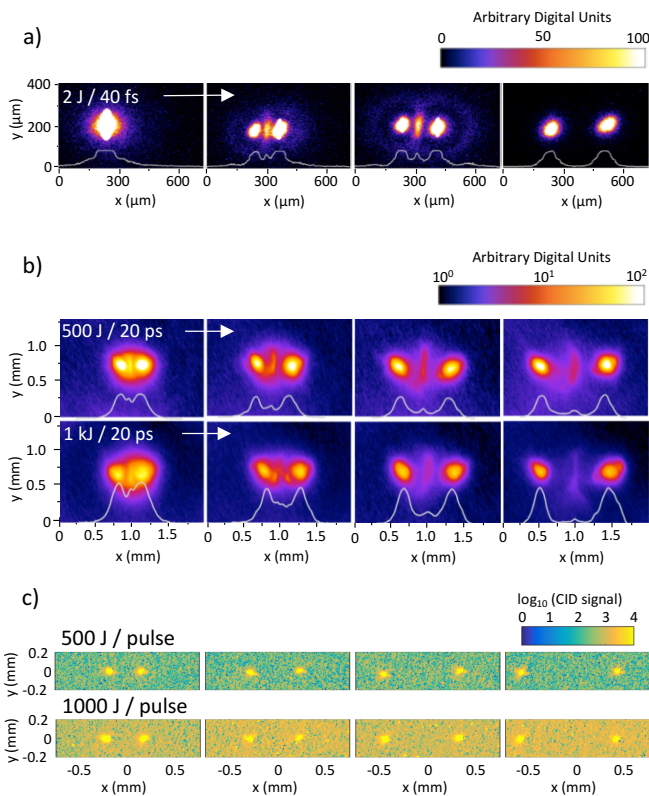 a)
Arbitrary Digital Units
0 50 100
2 J / 40 fs
y (µm)
400
200
0
0 300 600 0 300 600 0 300 600 0 300 600
x (µm) x (µm) x (µm) x (µm)
b)
Arbitrary Digital Units
10⁰ 10¹ 10²
500 J / 20 ps
y (mm)
1.0
0.5
0
1 kJ / 20 ps
y (mm)
1.0
0.5
0
0 0.5 1.0 1.5 0 0.5 1.0 1.5 0 0.5 1.0 1.5 0 0.5 1.0 1.5
x (mm) x (mm) x (mm) x (mm)
c)
log₁₀ (CID signal)
0 1 2 3 4
500 J / pulse
y (mm)
0.2
0
-0.2
1000 J / pulse
y (mm)
0.2
0
-0.2
-0.5 0 0.5 -0.5 0 0.5 -0.5 0 0.5 -0.5 0 0.5
x (mm) x (mm) x (mm) x (mm)